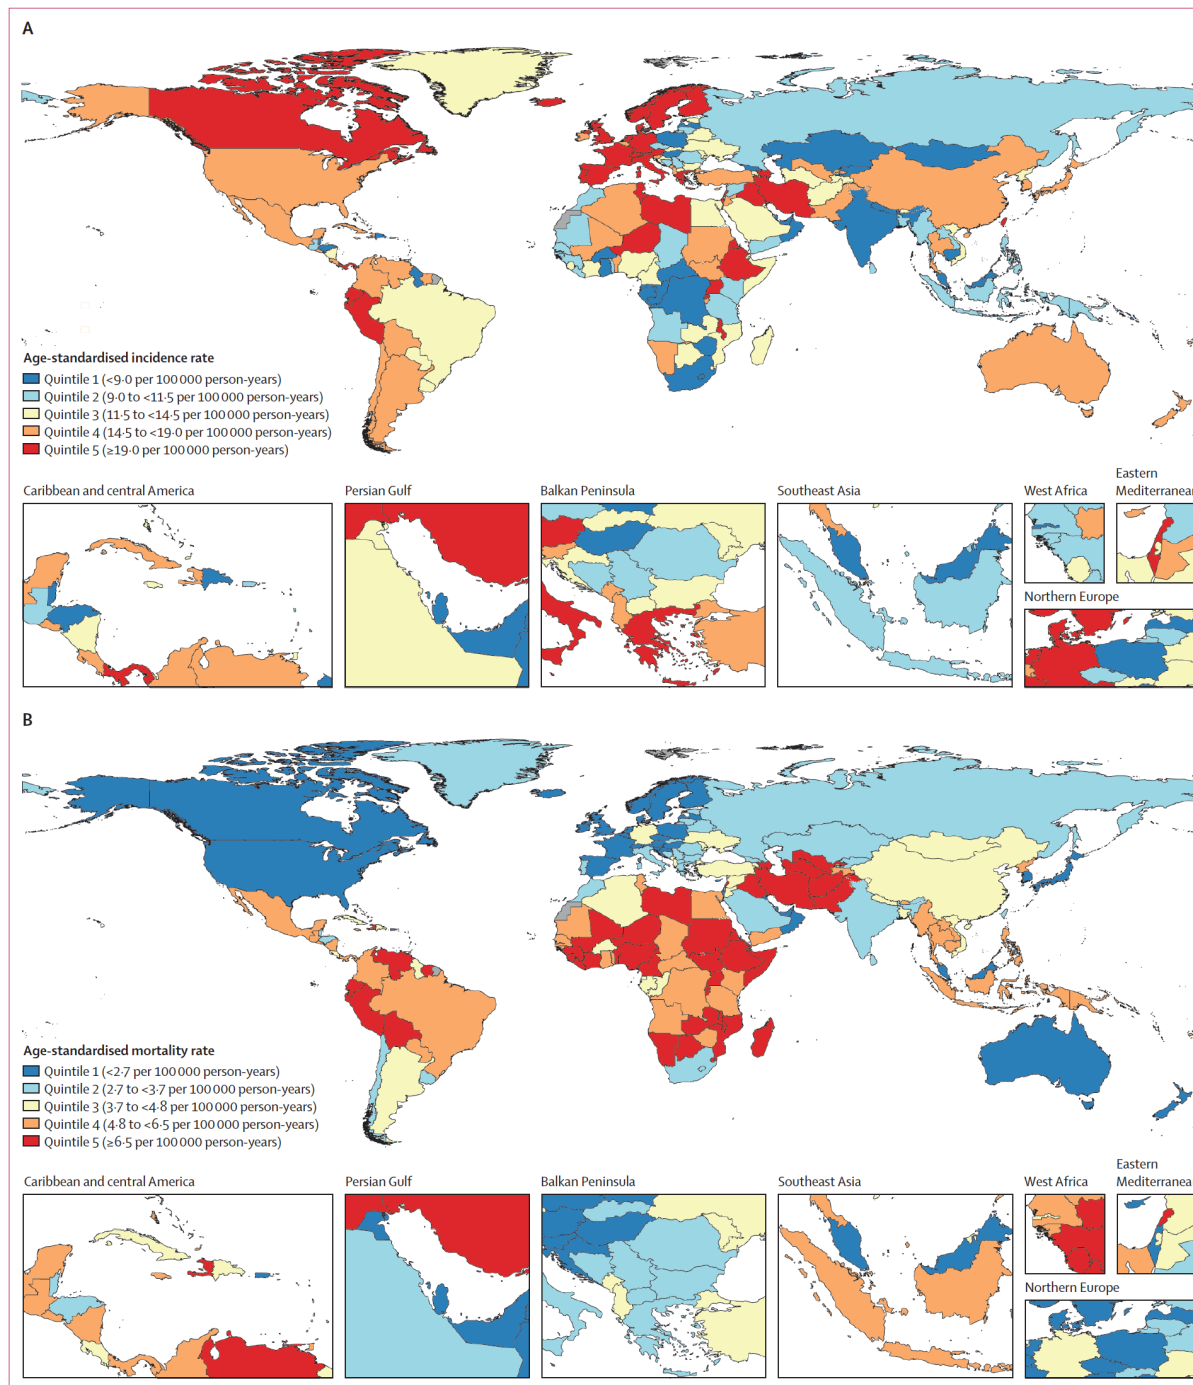 A
Age-standardised incidence rate
Quintile 1 (<9·0 per 100 000 person-years)
Quintile 2 (9·0 to <11·5 per 100 000 person-years)
Quintile 3 (11·5 to <14·5 per 100 000 person-years)
Quintile 4 (14·5 to <19·0 per 100 000 person-years)
Quintile 5 (≥19·0 per 100 000 person-years)
Caribbean and central America
Persian Gulf
Balkan Peninsula
Southeast Asia
West Africa
Eastern
Mediterranean
Northern Europe
B
Age-standardised mortality rate
Quintile 1 (<2·7 per 100 000 person-years)
Quintile 2 (2·7 to <3·7 per 100 000 person-years)
Quintile 3 (3·7 to <4·8 per 100 000 person-years)
Quintile 4 (4·8 to <6·5 per 100 000 person-years)
Quintile 5 (≥6·5 per 100 000 person-years)
Caribbean and central America
Persian Gulf
Balkan Peninsula
Southeast Asia
West Africa
Eastern
Mediterranean
Northern Europe